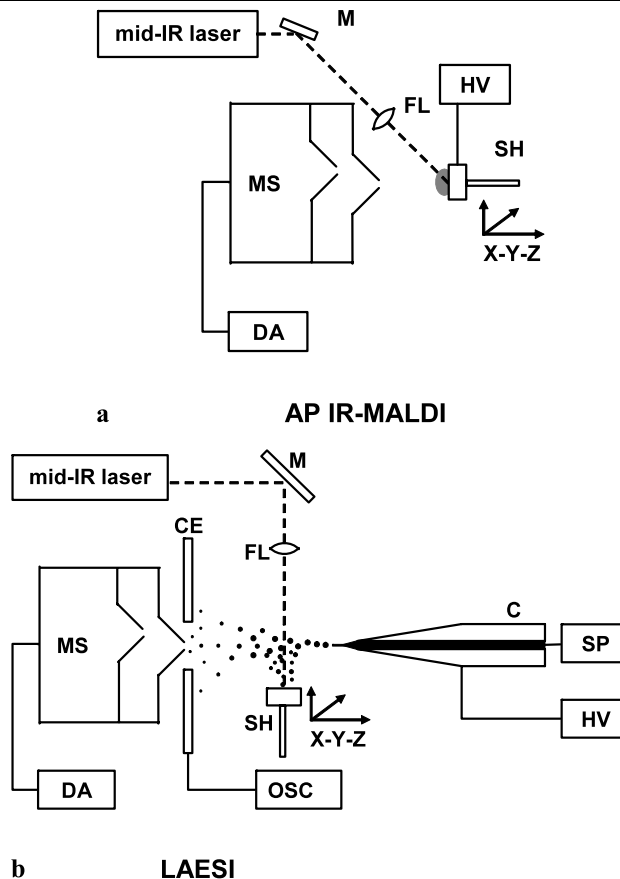 M
mid-IR laser
HV
FL
SH
MS
X-Y-Z
DA
a AP IR-MALDI
M
mid-IR laser
CE
FL
C
MS
SP
SH
X-Y-Z
HV
DA
OSC
b LAESI